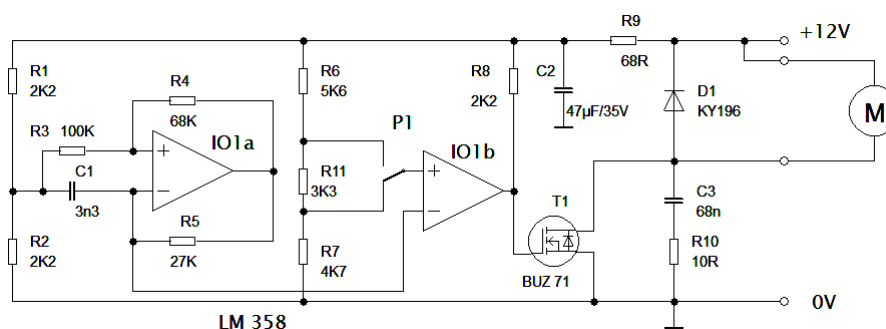 R9
+12V
68R
R1
2K2
R4
68K
R6
5K6
R8
2K2
C2
47µF/35V
D1
KY196
M
R3 100K
IO1a
P1
IO1b
C1
3n3
+
-
R11
3K3
+
-
T1
C3
68n
R5
27K
R2
2K2
R7
4K7
BUZ 71
R10
10R
LM 358
0V